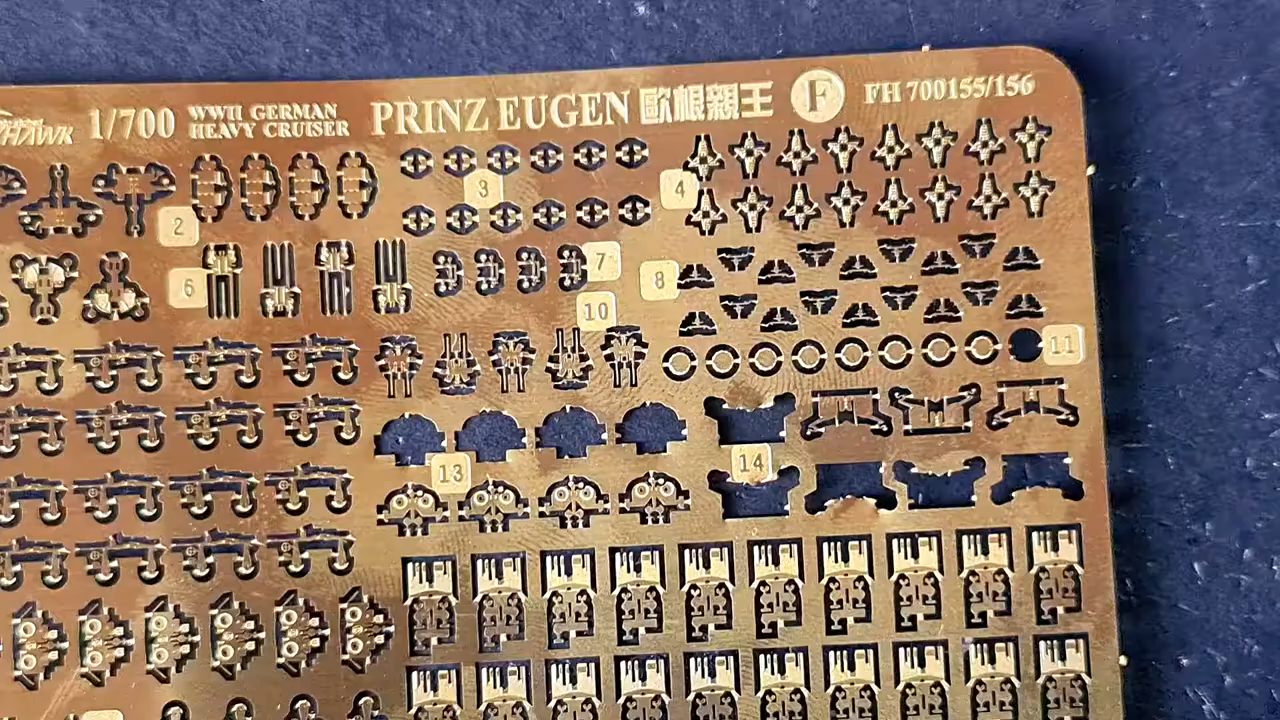 HAWK
1/700
WWII GERMAN
HEAVY CRUISER
PRINZ EUGEN 歐根親王
F
FH 700155/156
2
3
4
6
7
8
10
11
13
14